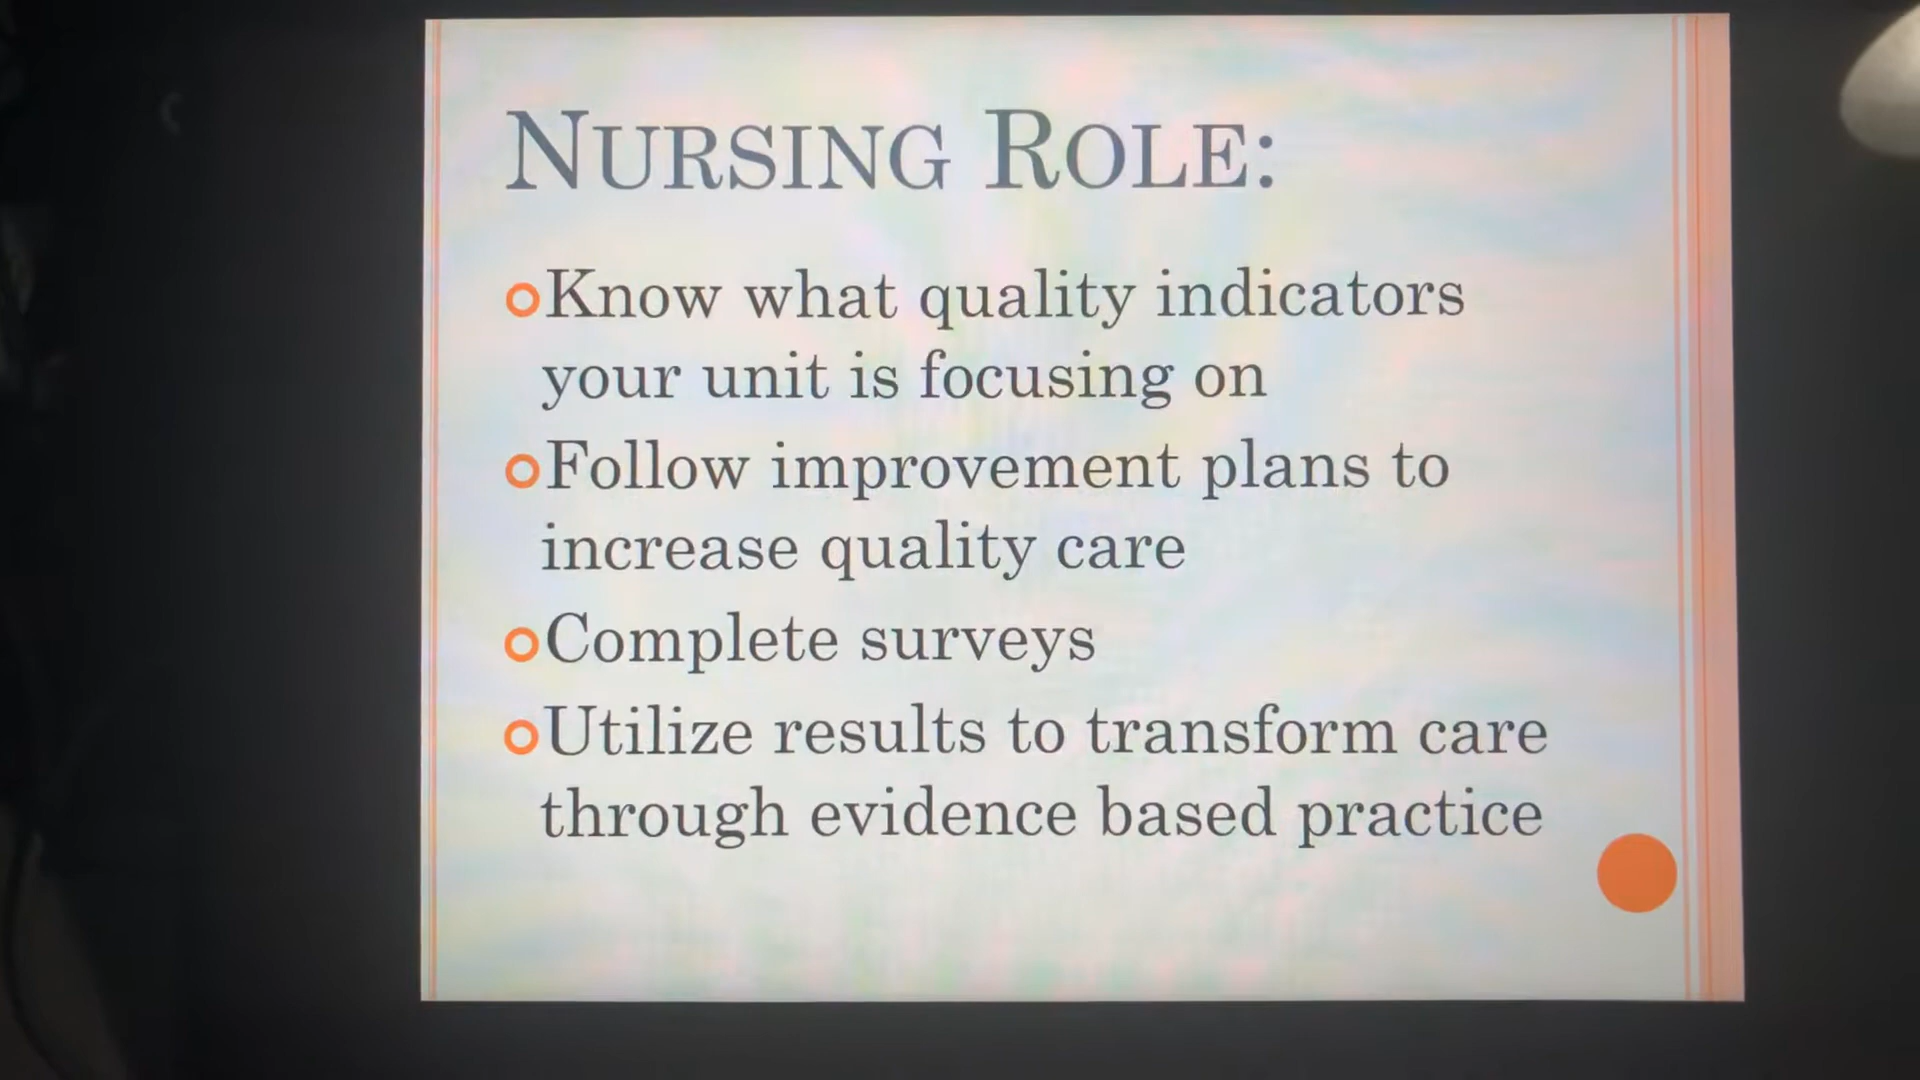 NURSING ROLE:
Know what quality indicators
your unit is focusing on
Follow improvement plans to
increase quality care
Complete surveys
Utilize results to transform care
through evidence based practice